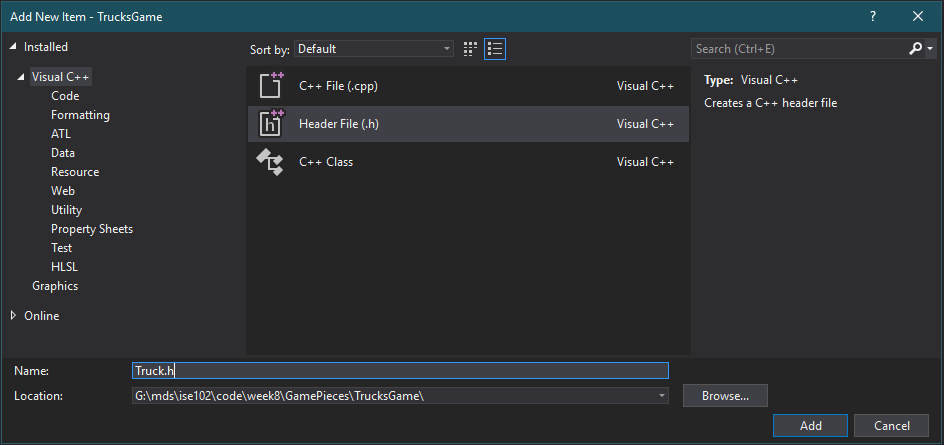 Add New Item - TrucksGame
? ×
Installed
Visual C++
Code
Formatting
ATL
Data
Resource
Web
Utility
Property Sheets
Test
HLSL
Graphics
Online
Sort by: Default
C++ File (.cpp) Visual C++
Header File (.h) Visual C++
C++ Class Visual C++
Search (Ctrl+E)
Type: Visual C++
Creates a C++ header file
Name: Truck.h
Location: G:\mds\ise102\code\week8\GamePieces\TrucksGame\
Browse...
Add Cancel